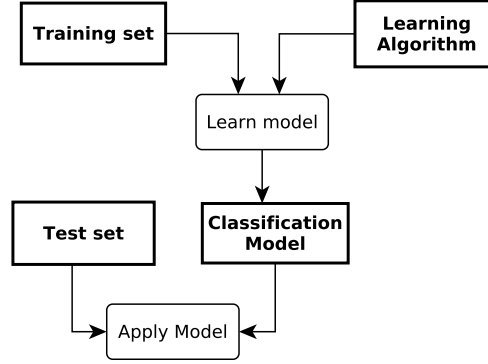 Training set
Learning
Algorithm
Learn model
Classification
Model
Test set
Apply Model